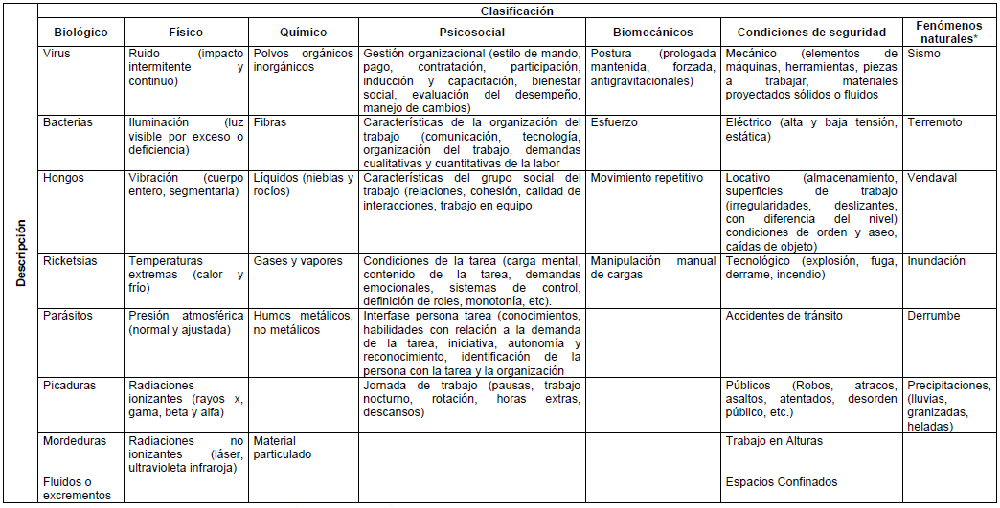 Clasificación
Descripción
Biológico
Físico
Químico
Psicosocial
Biomecánicos
Condiciones de seguridad
Fenómenos
naturales*
Virus
Ruido (impacto
intermitente y
continuo)
Polvos orgánicos
inorgánicos
Gestión organizacional (estilo de mando,
pago, contratación, participación,
inducción y capacitación, bienestar
social, evaluación del desempeño,
manejo de cambios)
Postura (prologada
mantenida, forzada,
antigravitacionales)
Mecánico (elementos de
máquinas, herramientas, piezas
a trabajar, materiales
proyectados sólidos o fluidos
Sismo
Bacterias
Iluminación (luz
visible por exceso o
deficiencia)
Fibras
Características de la organización del
trabajo (comunicación, tecnología,
organización del trabajo, demandas
cualitativas y cuantitativas de la labor
Esfuerzo
Eléctrico (alta y baja tensión,
estática)
Terremoto
Hongos
Vibración (cuerpo
entero, segmentaria)
Líquidos (nieblas y
rocíos)
Características del grupo social del
trabajo (relaciones, cohesión, calidad de
interacciones, trabajo en equipo
Movimiento repetitivo
Locativo (almacenamiento,
superficies de trabajo
(irregularidades, deslizantes,
con diferencia del nivel)
condiciones de orden y aseo,
caídas de objeto)
Vendaval
Ricketsias
Temperaturas
extremas (calor y
frío)
Gases y vapores
Condiciones de la tarea (carga mental,
contenido de la tarea, demandas
emocionales, sistemas de control,
definición de roles, monotonía, etc).
Manipulación manual
de cargas
Tecnológico (explosión, fuga,
derrame, incendio)
Inundación
Parásitos
Presión atmosférica
(normal y ajustada)
Humos metálicos,
no metálicos
Interfase persona tarea (conocimientos,
habilidades con relación a la demanda
de la tarea, iniciativa, autonomía y
reconocimiento, identificación de la
persona con la tarea y la organización
Accidentes de tránsito
Derrumbe
Picaduras
Radiaciones
ionizantes (rayos x,
gama, beta y alfa)
Jornada de trabajo (pausas, trabajo
nocturno, rotación, horas extras,
descansos)
Públicos (Robos, atracos,
asaltos, atentados, desorden
público, etc.)
Precipitaciones,
(lluvias,
granizadas,
heladas)
Mordeduras
Radiaciones no
ionizantes (láser,
ultravioleta infraroja)
Material
particulado
Trabajo en Alturas
Fluidos o
excrementos
Espacios Confinados